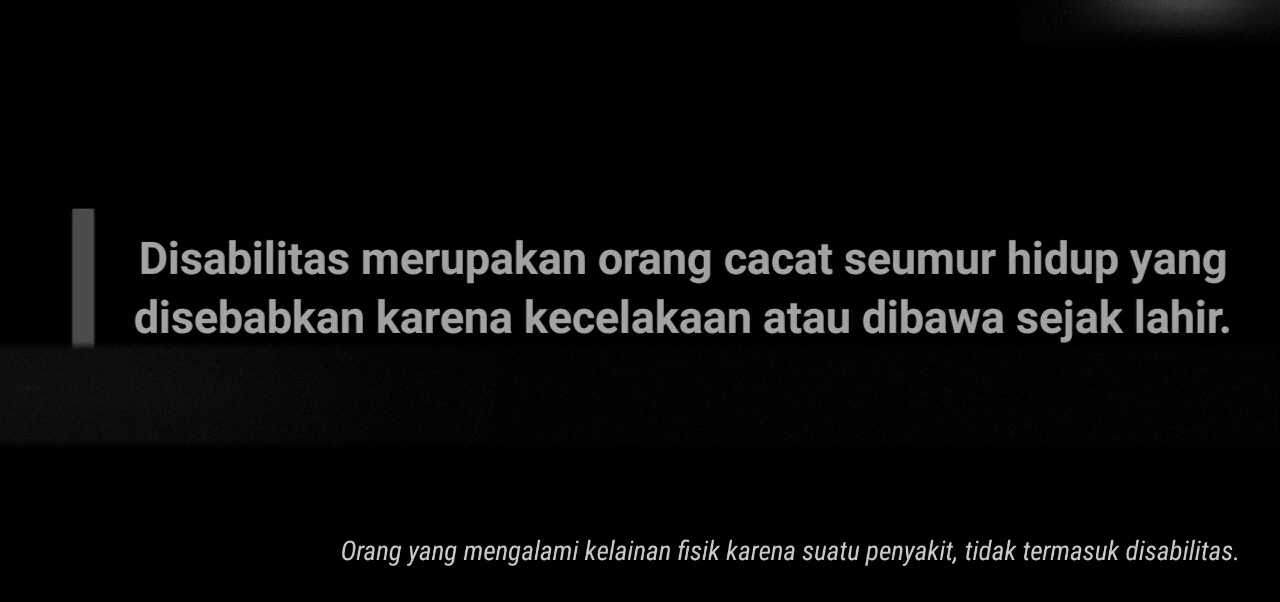 Disabilitas merupakan orang cacat seumur hidup yang
disebabkan karena kecelakaan atau dibawa sejak lahir.
Orang yang mengalami kelainan fisik karena suatu penyakit, tidak termasuk disabilitas.